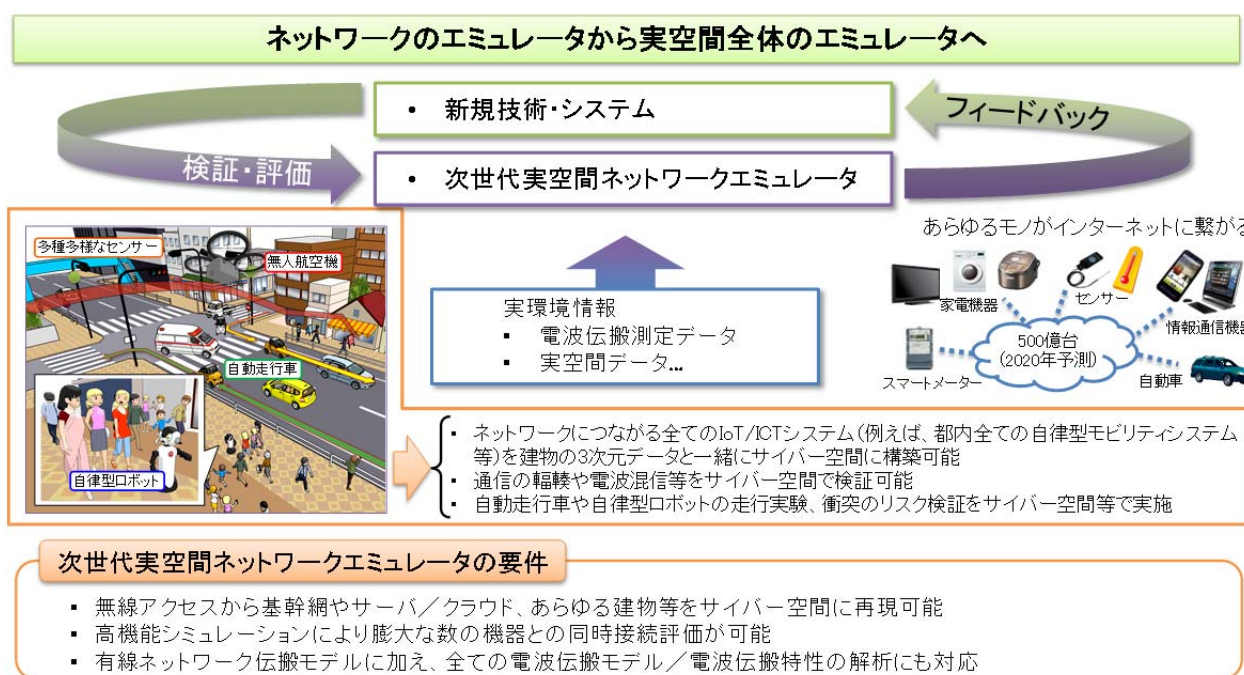 ネットワークのエミュレータから実空間全体のエミュレータへ
・ 新規技術・システム
フィードバック
検証・評価
・ 次世代実空間ネットワークエミュレータ
あらゆるモノがインターネットに繋がる
多種多様なセンサー
無人航空機
自動走行車
自律型ロボット
実環境情報
▪ 電波伝搬測定データ
▪ 実空間データ…
家電機器
センサー
情報通信機器
500億台
(2020年予測)
スマートメーター
自動車
▪ ネットワークにつながる全てのIoT/ICTシステム(例えば、都内全ての自律型モビリティシステム
等)を建物の3次元データと一緒にサイバー空間に構築可能
▪ 通信の輻輳や電波混信等をサイバー空間で検証可能
▪ 自動走行車や自律型ロボットの走行実験、衝突のリスク検証をサイバー空間等で実施
次世代実空間ネットワークエミュレータの要件
▪ 無線アクセスから基幹網やサーバ／クラウド、あらゆる建物等をサイバー空間に再現可能
▪ 高機能シミュレーションにより膨大な数の機器との同時接続評価が可能
▪ 有線ネットワーク伝搬モデルに加え、全ての電波伝搬モデル／電波伝搬特性の解析にも対応